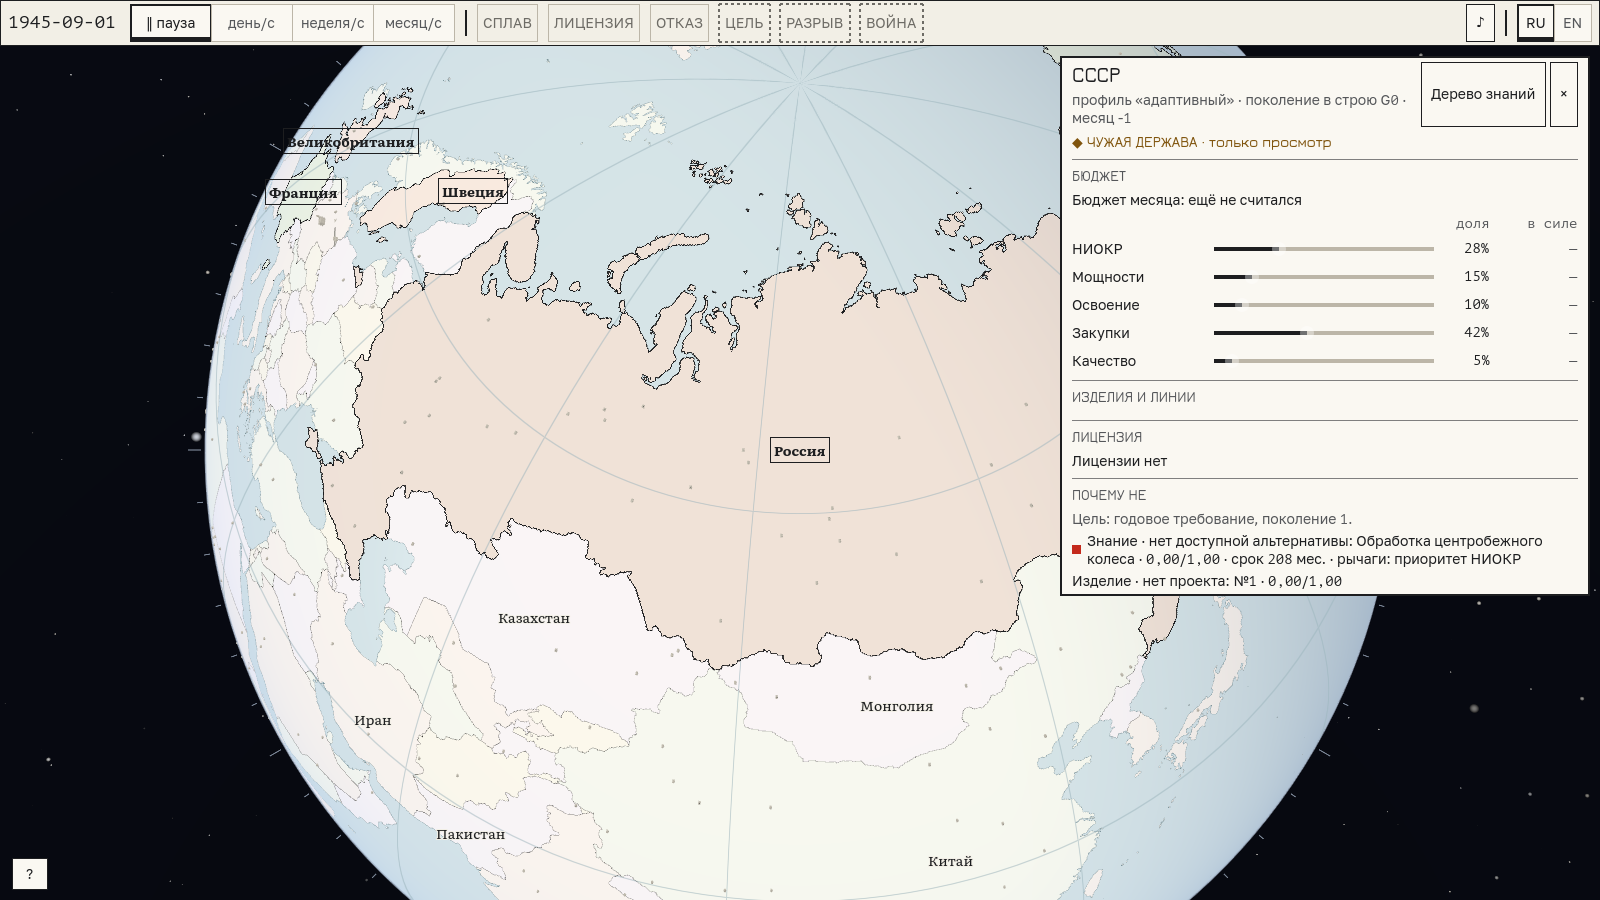 1945-09-01 ‖ пауза день/с неделя/с месяц/с СПЛАВ ЛИЦЕНЗИЯ ОТКАЗ ЦЕЛЬ РАЗРЫВ ВОЙНА ♪ RU EN
СССР
профиль «адаптивный» · поколение в строю G0 ·
месяц -1
Дерево знаний ×
◆ ЧУЖАЯ ДЕРЖАВА · только просмотр
БЮДЖЕТ
Бюджет месяца: ещё не считался
доля в силе
НИОКР 28% —
Мощности 15% —
Освоение 10% —
Закупки 42% —
Качество 5% —
ИЗДЕЛИЯ И ЛИНИИ
ЛИЦЕНЗИЯ
Лицензии нет
ПОЧЕМУ НЕ
Цель: годовое требование, поколение 1.
Знание · нет доступной альтернативы: Обработка центробежного
колеса · 0,00/1,00 · срок 208 мес. · рычаги: приоритет НИОКР
Изделие · нет проекта: №1 · 0,00/1,00
Великобритания
Франция
Швеция
Россия
Казахстан
Монголия
Иран
Пакистан
Китай
?